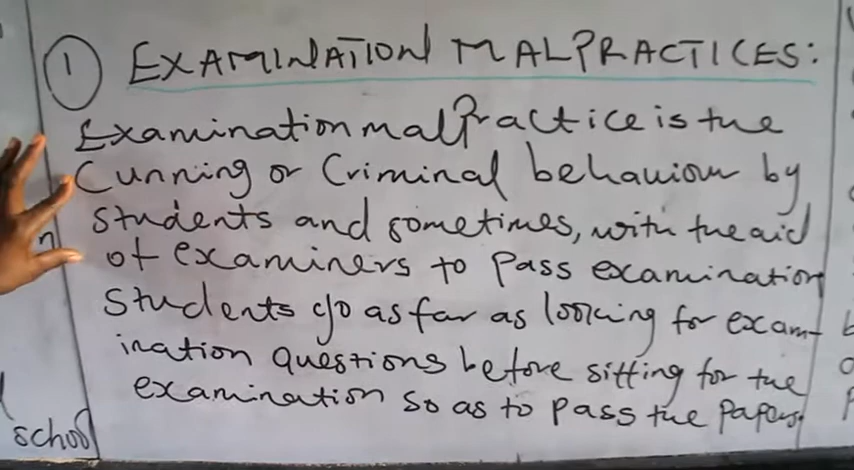 ① EXAMINATION MALPRACTICES:
Examination malpractice is the
Cunning or Criminal behaviour by
Students and sometimes, with the aid
of examiners to pass examination
Students go as far as looking for exam-
ination questions before sitting for the
examination so as to pass the papers.
n
school